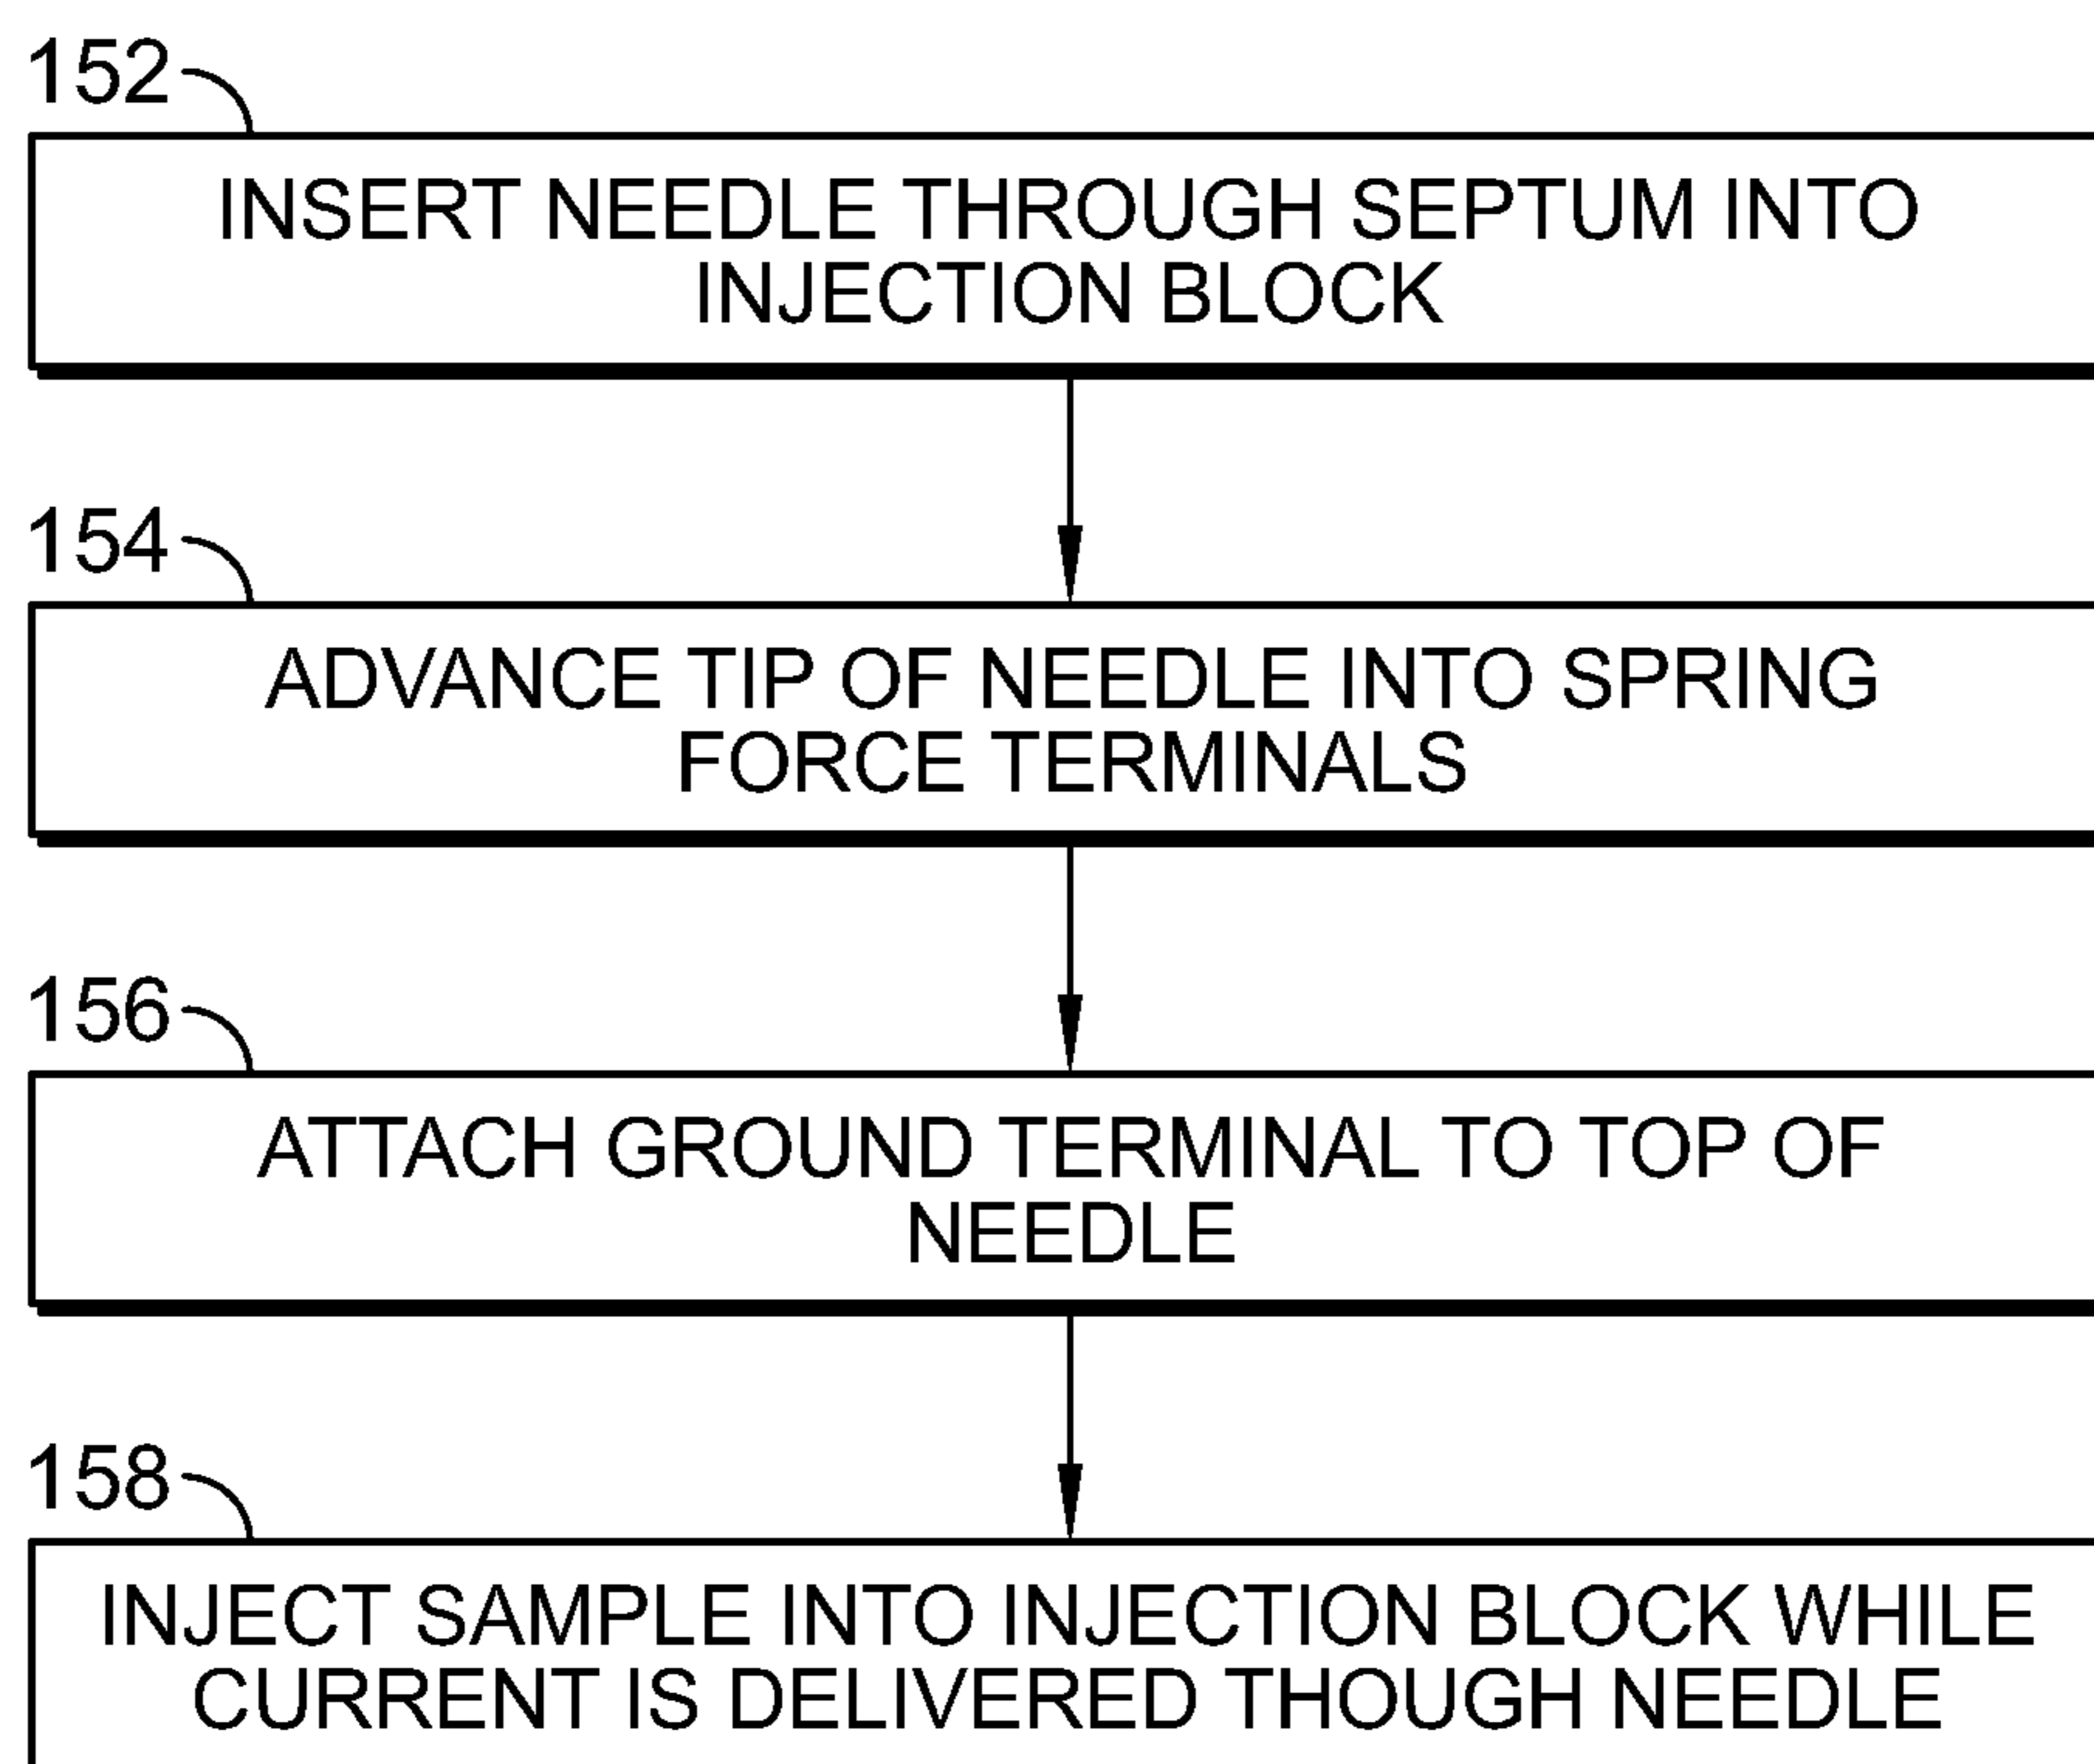 152
INSERT NEEDLE THROUGH SEPTUM INTO
INJECTION BLOCK
154
ADVANCE TIP OF NEEDLE INTO SPRING
FORCE TERMINALS
156
ATTACH GROUND TERMINAL TO TOP OF
NEEDLE
158
INJECT SAMPLE INTO INJECTION BLOCK WHILE
CURRENT IS DELIVERED THOUGH NEEDLE